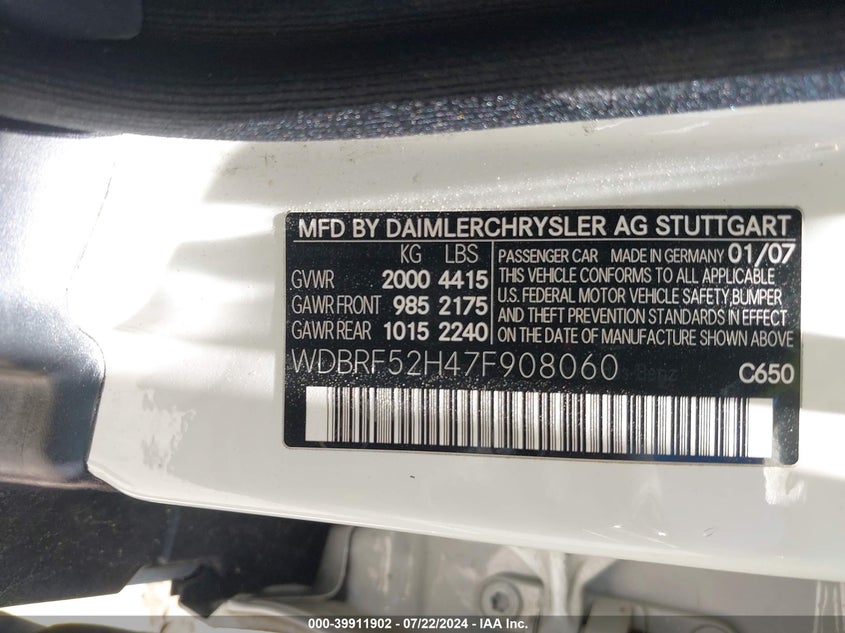 MFD BY DAIMLERCHRYSLER AG STUTTGART
KG LBS
GVWR 2000 4415
GAWR FRONT 985 2175
GAWR REAR 1015 2240
PASSENGER CAR MADE IN GERMANY 01/07
THIS VEHICLE CONFORMS TO ALL APPLICABLE
U.S. FEDERAL MOTOR VEHICLE SAFETY,BUMPER
AND THEFT PREVENTION STANDARDS IN EFFECT
ON THE DATE OF MANUFACTURE SHOWN ABOVE
WDBRF52H47F908060 C650
000-39911902 - 07/22/2024 - IAA Inc.